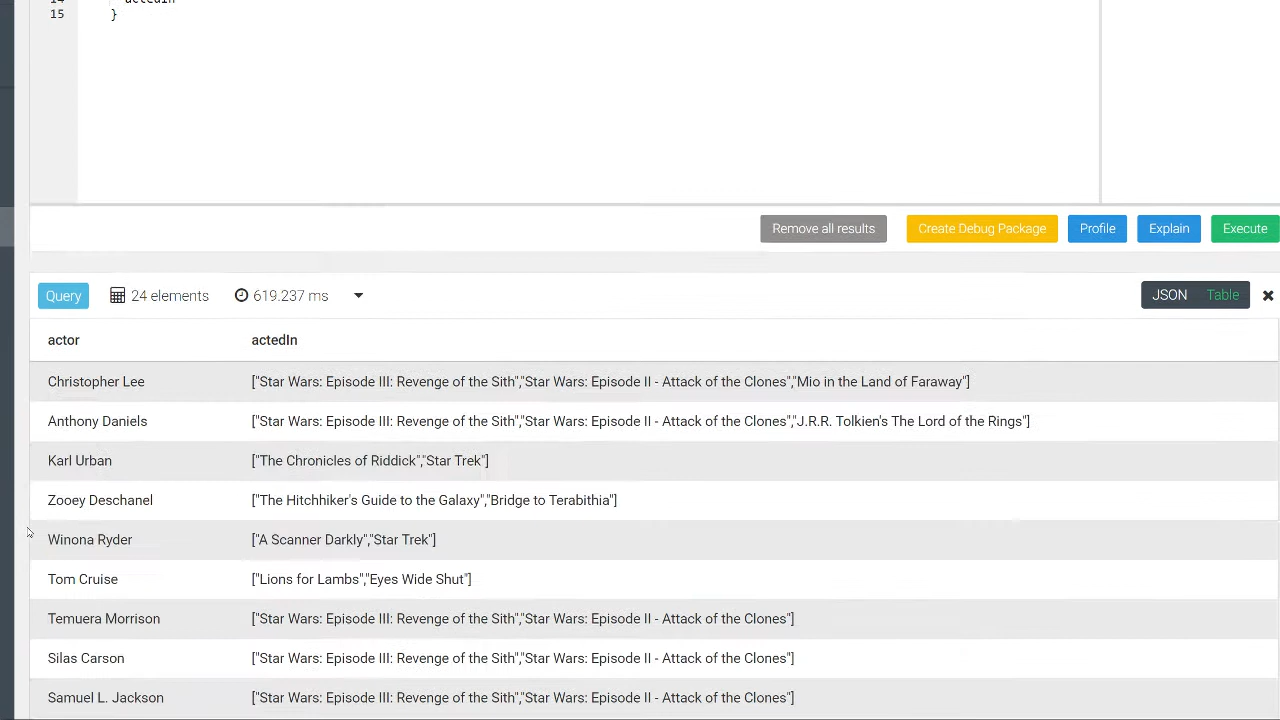 14 actedIn
15 }
Remove all results Create Debug Package Profile Explain Execute
Query 24 elements 619.237 ms JSON Table
actor actedIn
Christopher Lee ["Star Wars: Episode III: Revenge of the Sith","Star Wars: Episode II - Attack of the Clones","Mio in the Land of Faraway"]
Anthony Daniels ["Star Wars: Episode III: Revenge of the Sith","Star Wars: Episode II - Attack of the Clones","J.R.R. Tolkien's The Lord of the Rings"]
Karl Urban ["The Chronicles of Riddick","Star Trek"]
Zooey Deschanel ["The Hitchhiker's Guide to the Galaxy","Bridge to Terabithia"]
Winona Ryder ["A Scanner Darkly","Star Trek"]
Tom Cruise ["Lions for Lambs","Eyes Wide Shut"]
Temuera Morrison ["Star Wars: Episode III: Revenge of the Sith","Star Wars: Episode II - Attack of the Clones"]
Silas Carson ["Star Wars: Episode III: Revenge of the Sith","Star Wars: Episode II - Attack of the Clones"]
Samuel L. Jackson ["Star Wars: Episode III: Revenge of the Sith","Star Wars: Episode II - Attack of the Clones"]